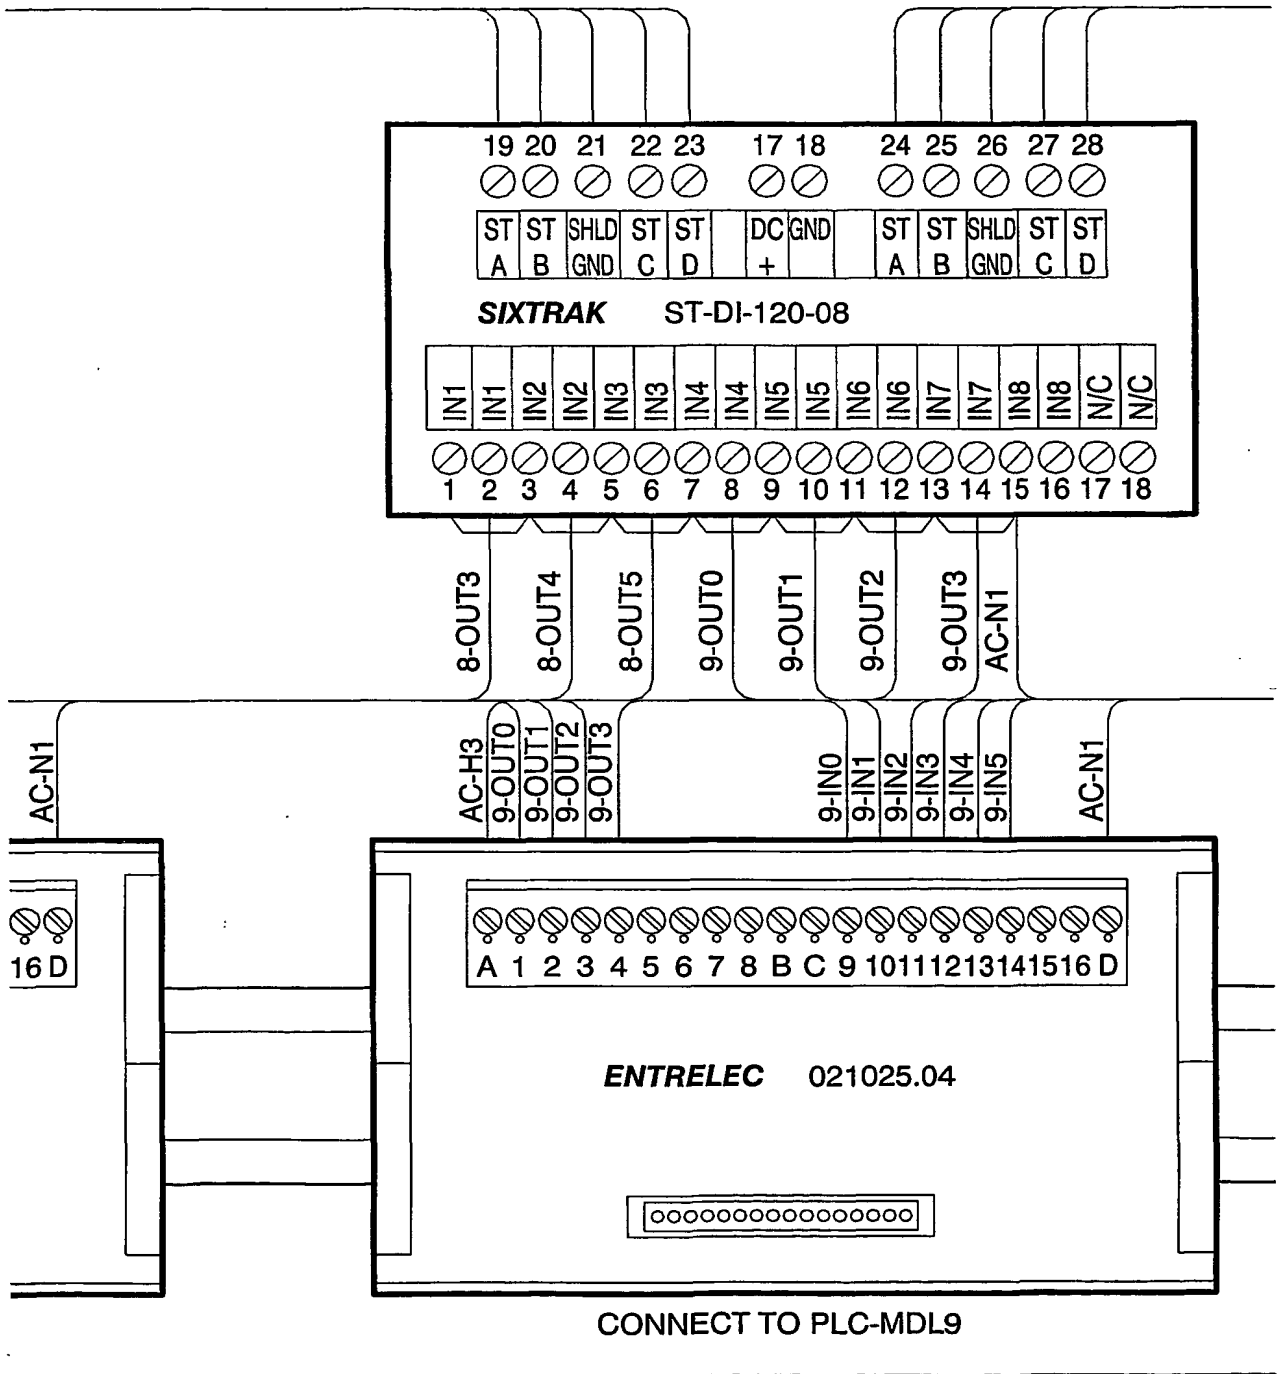 19 20 21 22 23 17 18 24 25 26 27 28
ST ST SHLD ST ST DC GND ST ST SHLD ST ST
A B GND C D + A B GND C D
SIXTRAK ST-DI-120-08
IN1 IN1 IN2 IN2 IN3 IN3 IN4 IN4 IN5 IN5 IN6 IN6 IN7 IN7 IN8 IN8 N/C N/C
1 2 3 4 5 6 7 8 9 10 11 12 13 14 15 16 17 18
8-OUT3 8-OUT4 8-OUT5 9-OUT0 9-OUT1 9-OUT2 9-OUT3 AC-N1
AC-N1 AC-H3 9-OUT0 9-OUT1 9-OUT2 9-OUT3 9-IN0 9-IN1 9-IN2 9-IN3 9-IN4 9-IN5 AC-N1
16 D A 1 2 3 4 5 6 7 8 B C 9 10 11 12 13 14 15 16 D
ENTRELEC 021025.04
CONNECT TO PLC-MDL9